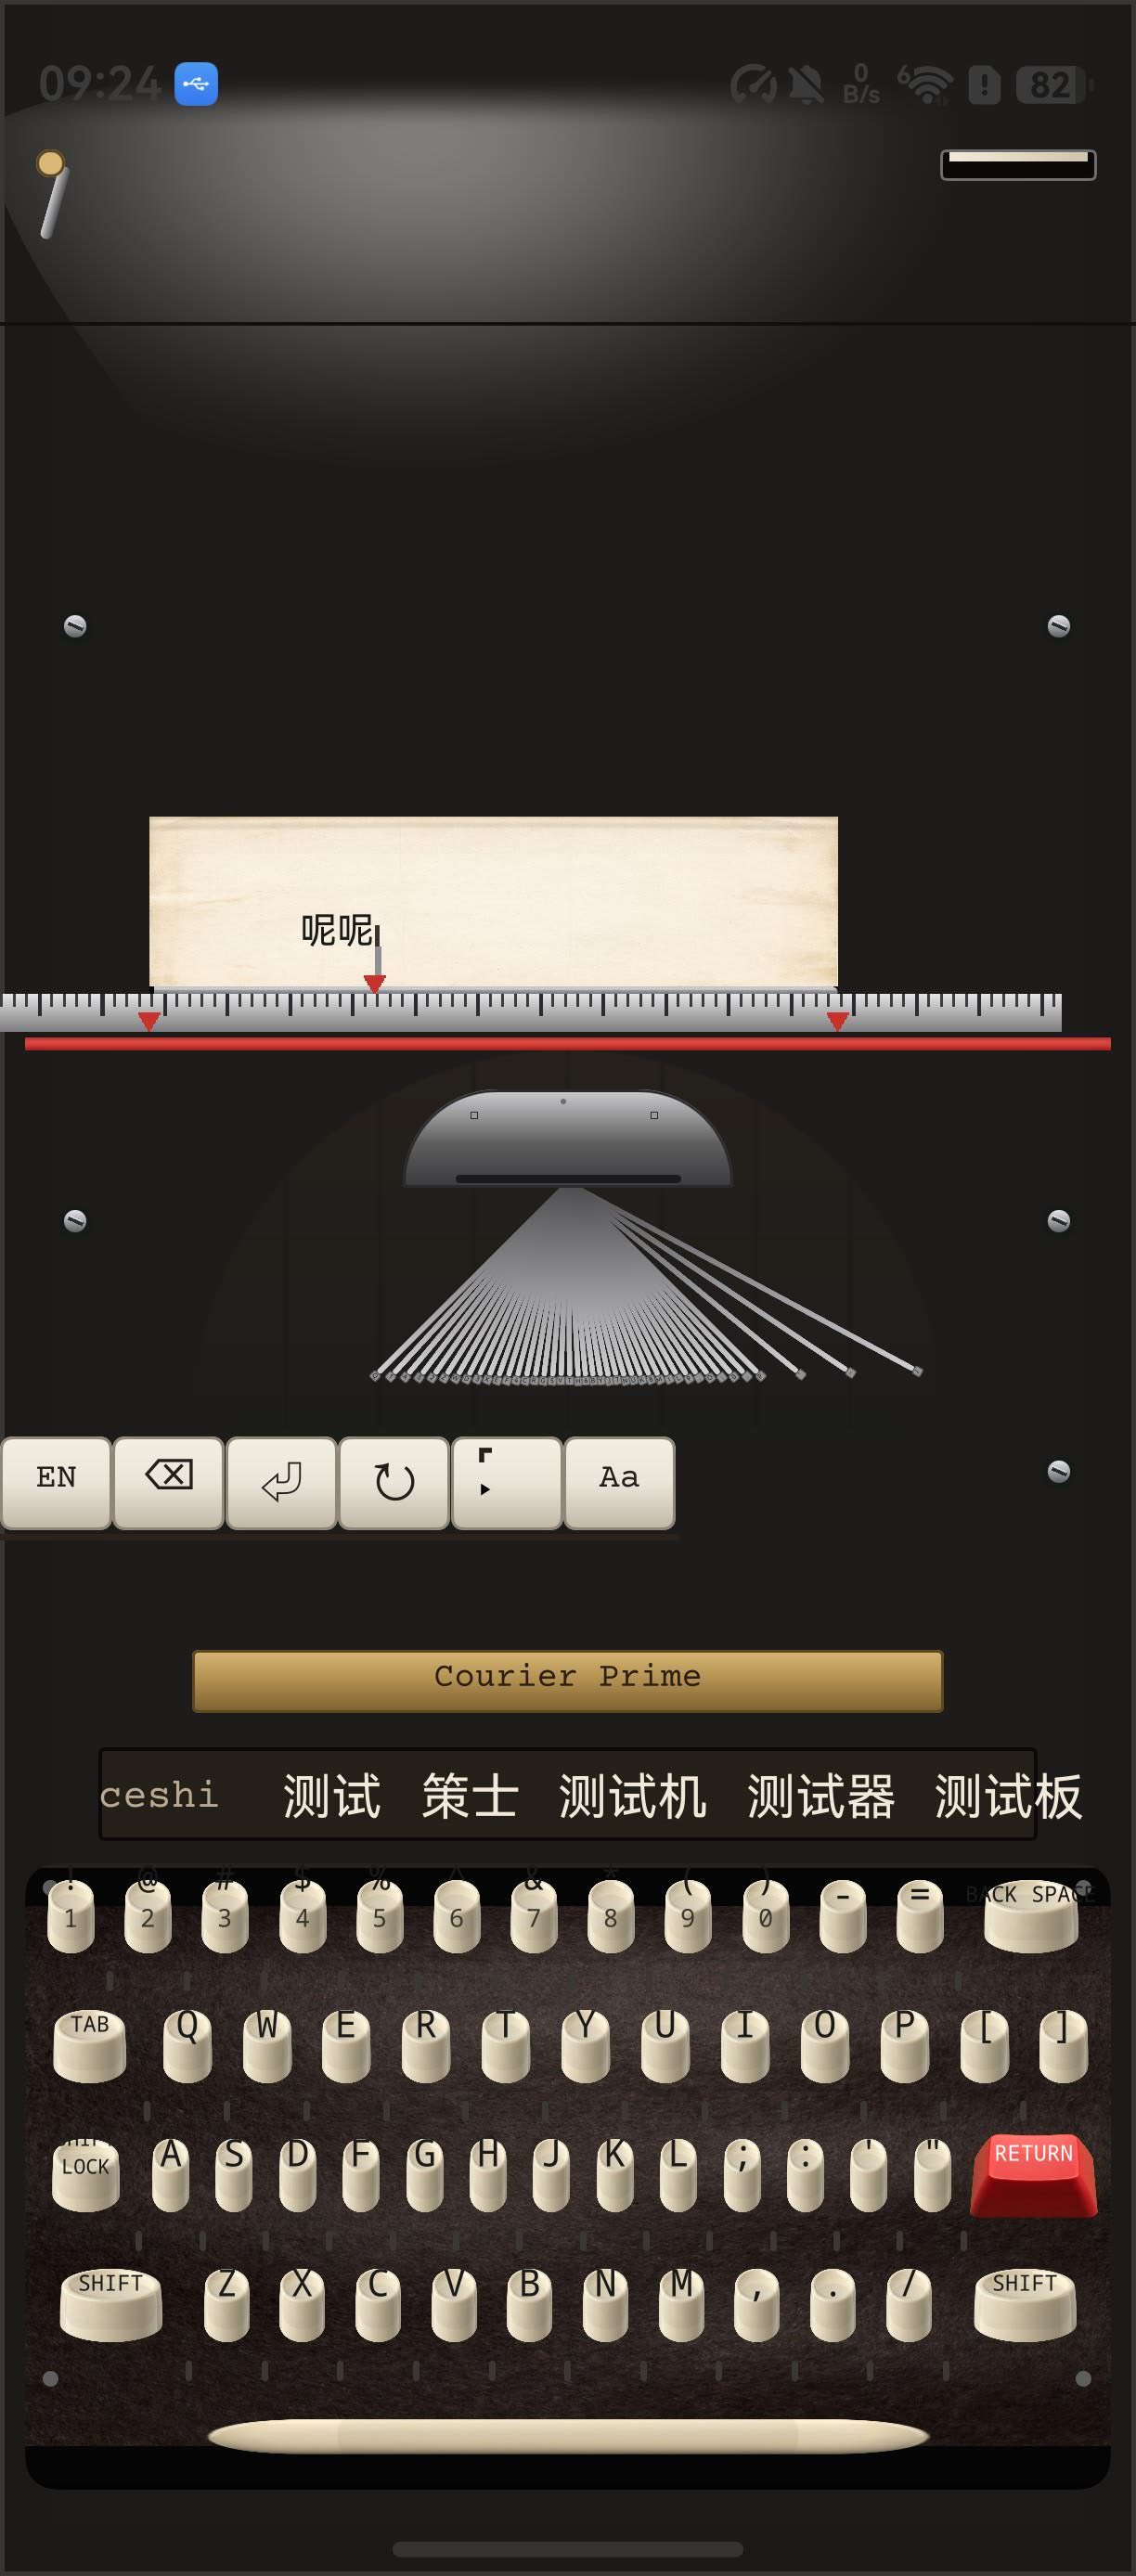 09:24
0 B/s
6
82
呢呢
EN
Aa
Courier Prime
ceshi 测试 策士 测试机 测试器 测试板
! @ # $ % ^ & * ( )
1 2 3 4 5 6 7 8 9 0 - = BACK SPACE
TAB Q W E R T Y U I O P [ ]
LOCK A S D F G H J K L ; : ' " RETURN
SHIFT Z X C V B N M , . / SHIFT